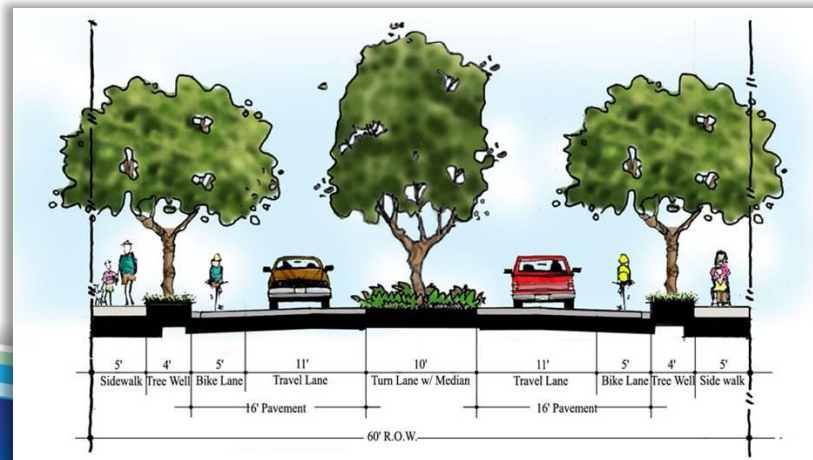 5' 4' 5' 11' 10' 11' 5' 4' 5'
Sidewalk Tree Well Bike Lane Travel Lane Turn Lane w/ Median Travel Lane Bike Lane Tree Well Side walk
16' Pavement 16' Pavement
60' R.O.W.